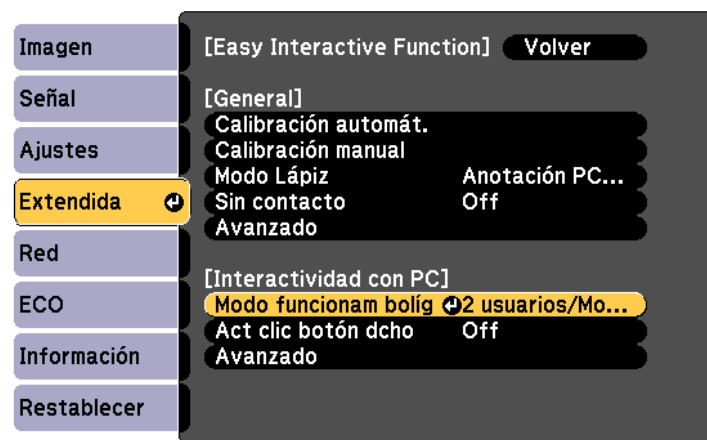 Imagen
Señal
Ajustes
Extendida
Red
ECO
Información
Restablecer
[Easy Interactive Function] Volver
[General]
Calibración automát.
Calibración manual
Modo Lápiz Anotación PC...
Sin contacto Off
Avanzado
[Interactividad con PC]
Modo funcionam bolíg 2 usuarios/Mo...
Act clic botón dcho Off
Avanzado